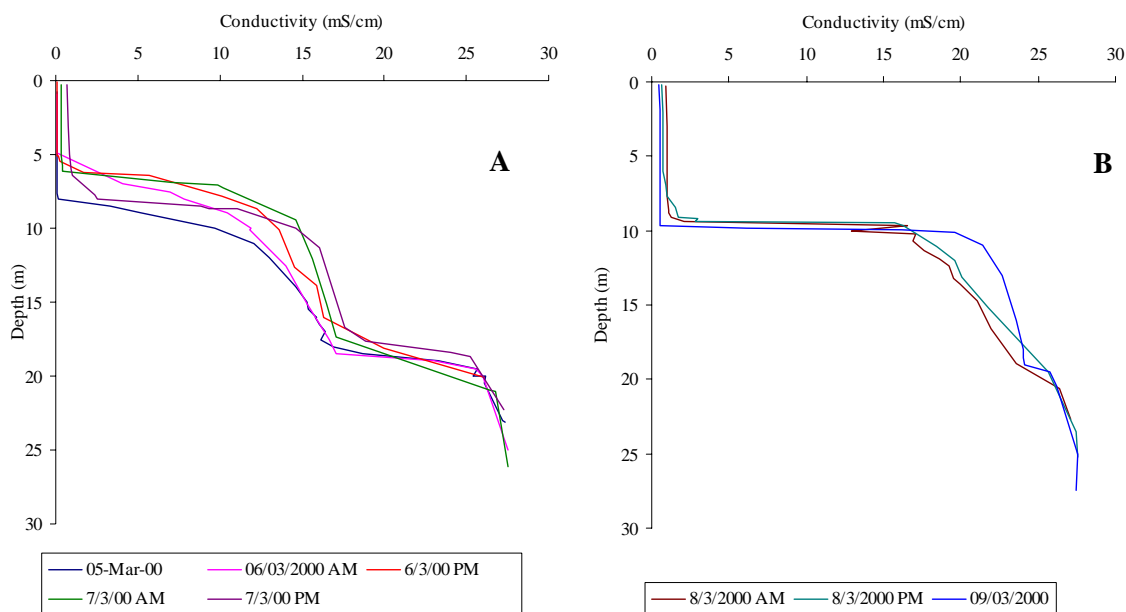 Conductivity (mS/cm)
0 5 10 15 20 25 30
0
5
10
15
20
25
30
Depth (m)
A
05-Mar-00 06/03/2000 AM 6/3/00 PM
7/3/00 AM 7/3/00 PM
Conductivity (mS/cm)
0 5 10 15 20 25 30
0
5
10
15
20
25
30
Depth (m)
B
8/3/2000 AM 8/3/2000 PM 09/03/2000